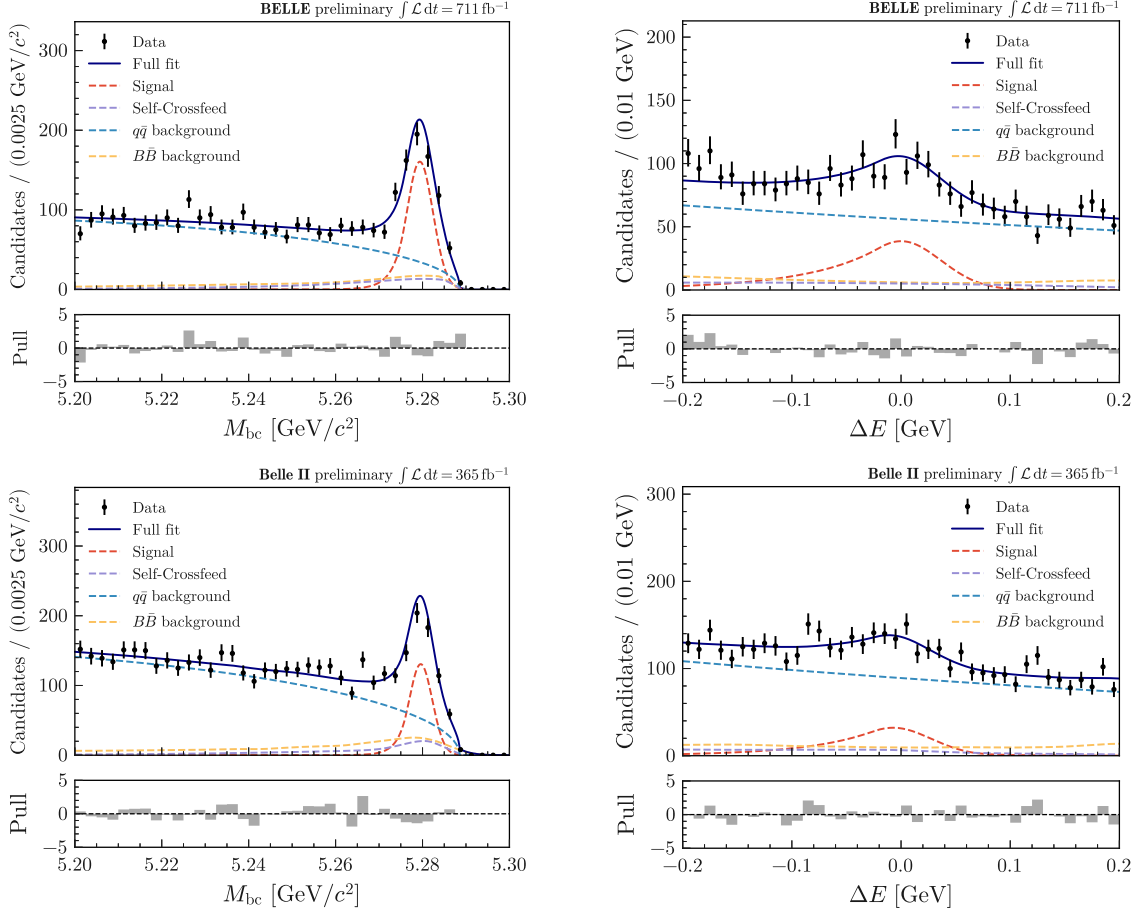 BELLE preliminary ∫ ℒ dt = 711 fb⁻¹
Candidates / (0.0025 GeV/c²)
300
200
100
0
Data
Full fit
Signal
Self-Crossfeed
qq̄ background
BB̄ background
Pull
5
0
−5
5.20 5.22 5.24 5.26 5.28 5.30
M_bc [GeV/c²]
BELLE preliminary ∫ ℒ dt = 711 fb⁻¹
Candidates / (0.01 GeV)
200
150
100
50
0
Data
Full fit
Signal
Self-Crossfeed
qq̄ background
BB̄ background
Pull
5
0
−5
−0.2 −0.1 0.0 0.1 0.2
ΔE [GeV]
Belle II preliminary ∫ ℒ dt = 365 fb⁻¹
Candidates / (0.0025 GeV/c²)
300
200
100
0
Data
Full fit
Signal
Self-Crossfeed
qq̄ background
BB̄ background
Pull
5
0
−5
5.20 5.22 5.24 5.26 5.28 5.30
M_bc [GeV/c²]
Belle II preliminary ∫ ℒ dt = 365 fb⁻¹
Candidates / (0.01 GeV)
300
200
100
0
Data
Full fit
Signal
Self-Crossfeed
qq̄ background
BB̄ background
Pull
5
0
−5
−0.2 −0.1 0.0 0.1 0.2
ΔE [GeV]